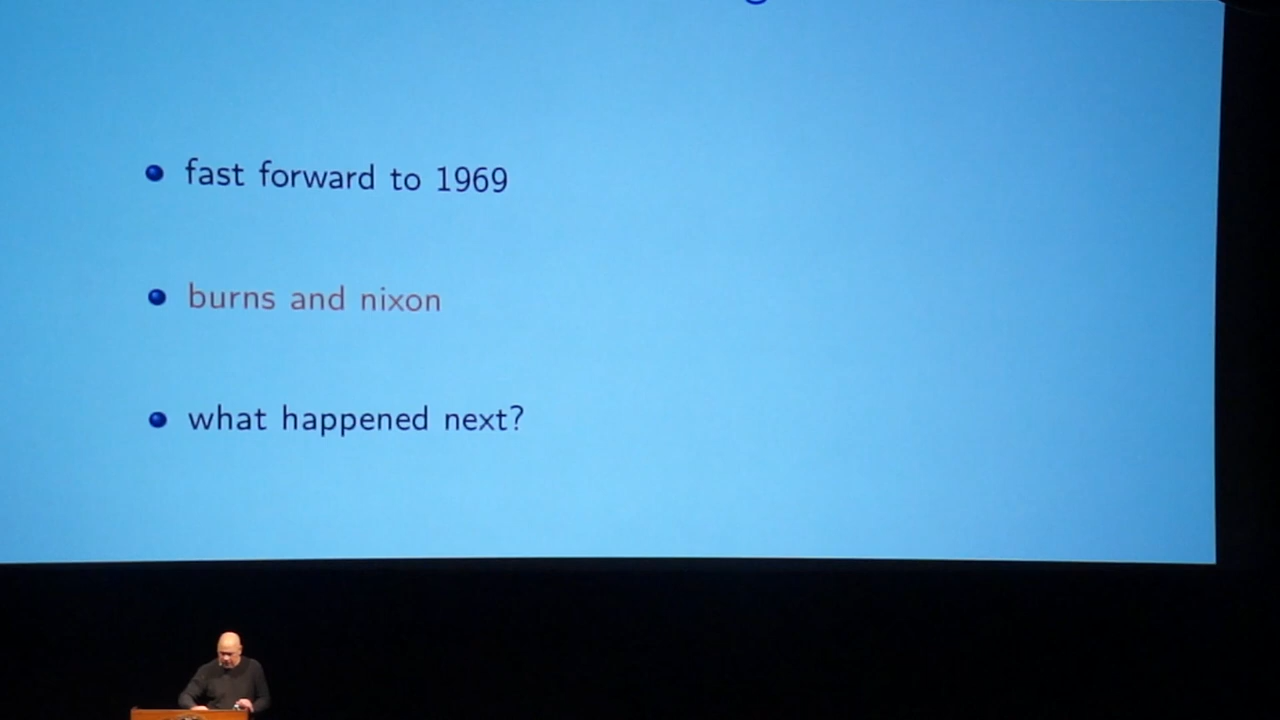 fast forward to 1969
burns and nixon
what happened next?